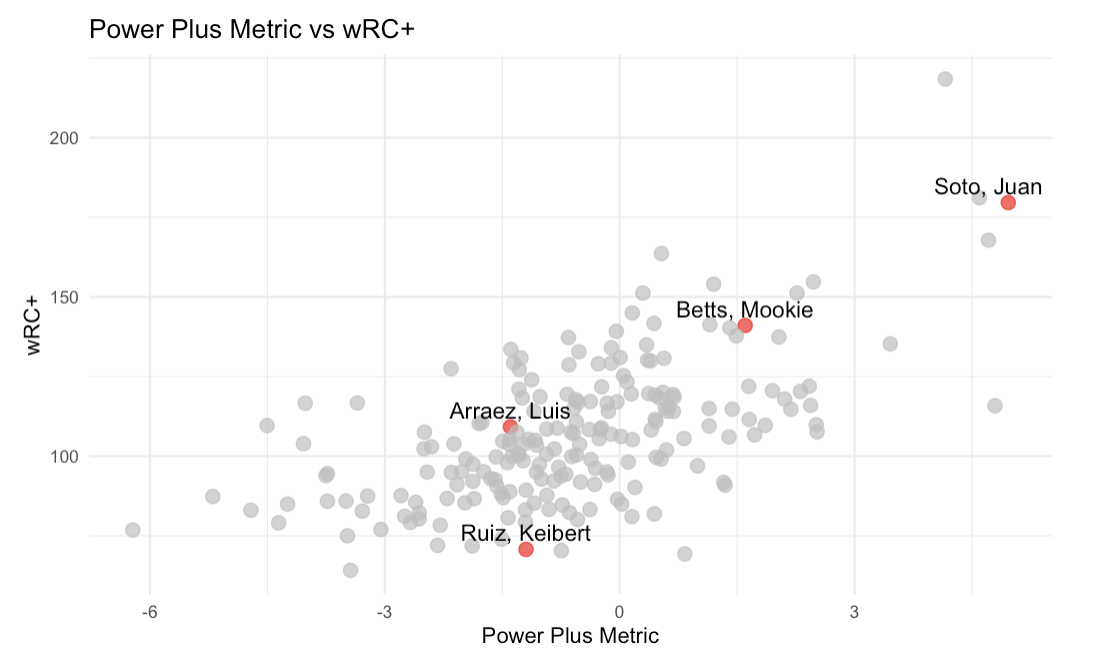 Power Plus Metric vs wRC+
200
Soto, Juan
150
Betts, Mookie
wRC+
Arraez, Luis
100
Ruiz, Keibert
-6 -3 0 3
Power Plus Metric